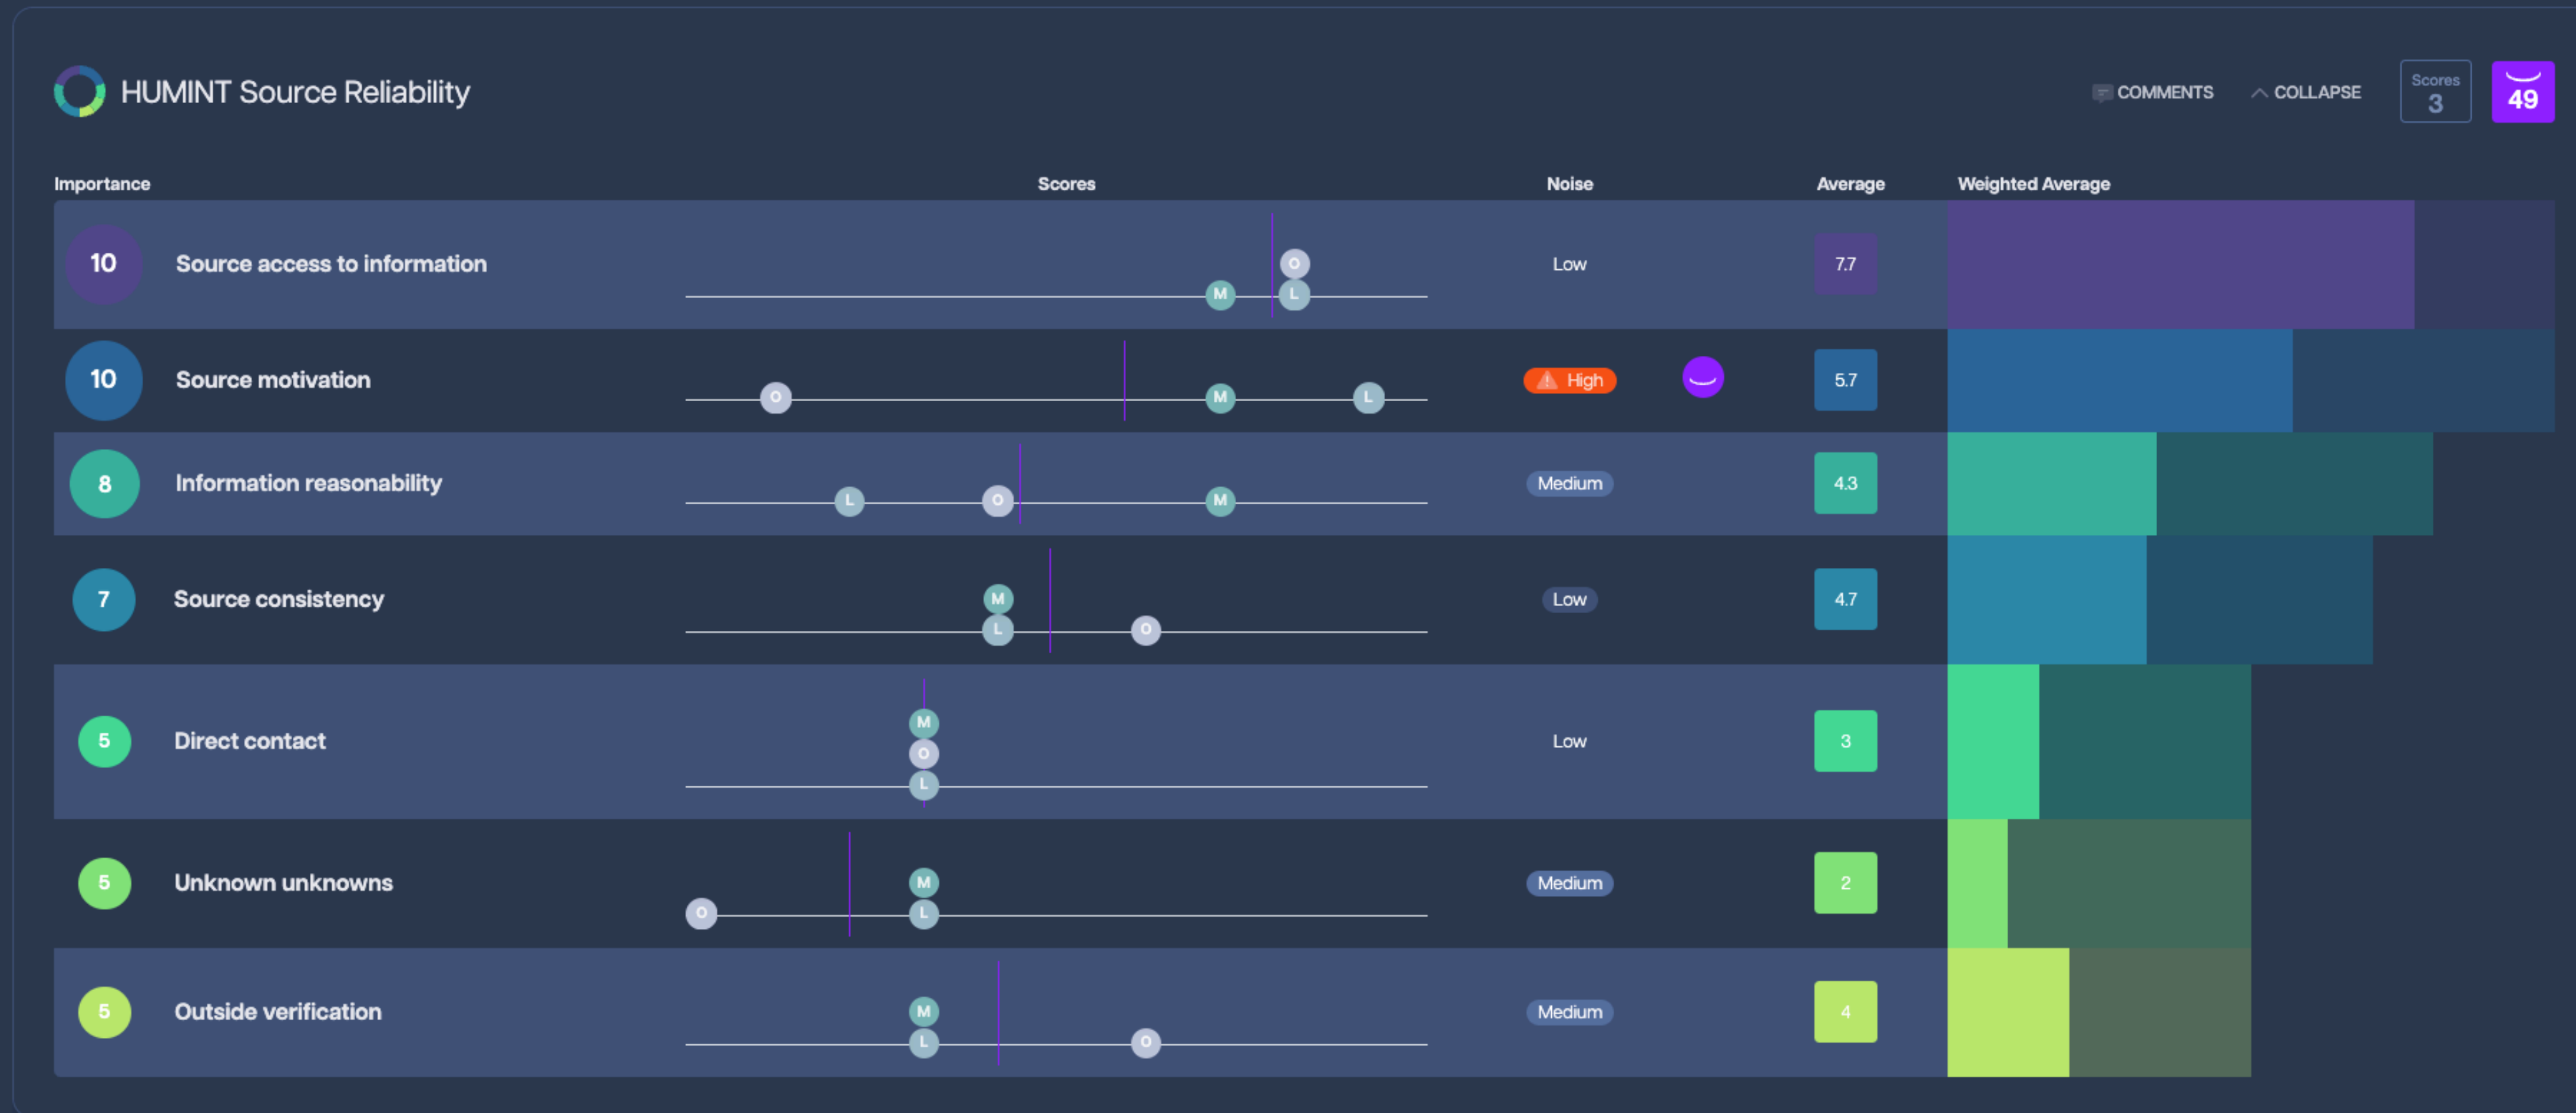 HUMINT Source Reliability
COMMENTS
COLLAPSE
Scores
3
49
Importance Scores Noise Average Weighted Average
10 Source access to information O M L Low 7.7
10 Source motivation O M L High 5.7
8 Information reasonability L O M Medium 4.3
7 Source consistency M L O Low 4.7
5 Direct contact M O L Low 3
5 Unknown unknowns O M L Medium 2
5 Outside verification M L O Medium 4